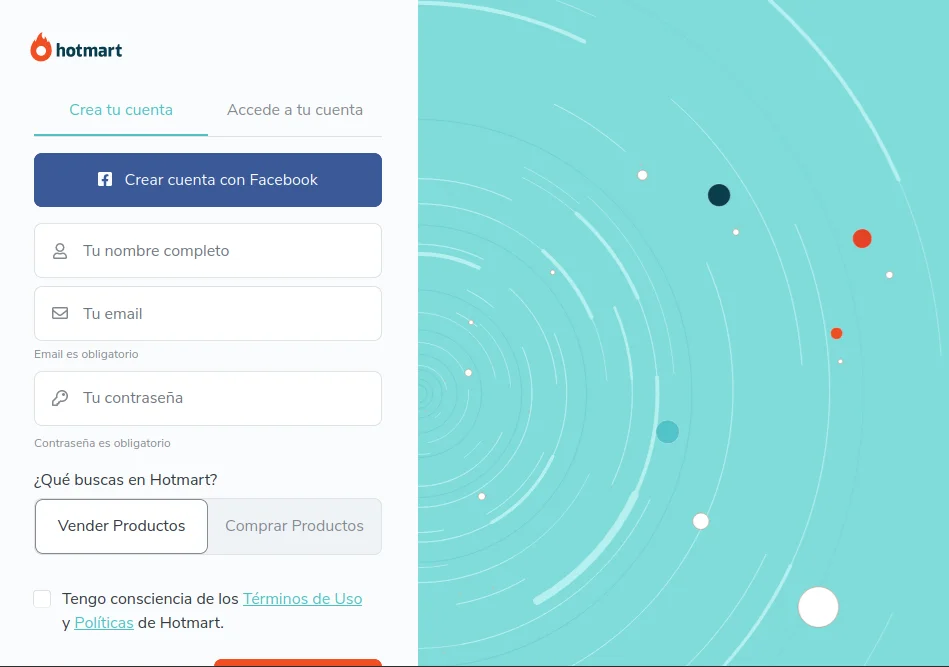 hotmart
Crea tu cuenta
Accede a tu cuenta
Crear cuenta con Facebook
Tu nombre completo
Tu email
Email es obligatorio
Tu contraseña
Contraseña es obligatorio
¿Qué buscas en Hotmart?
Vender Productos
Comprar Productos
Tengo consciencia de los Términos de Uso
y Políticas de Hotmart.